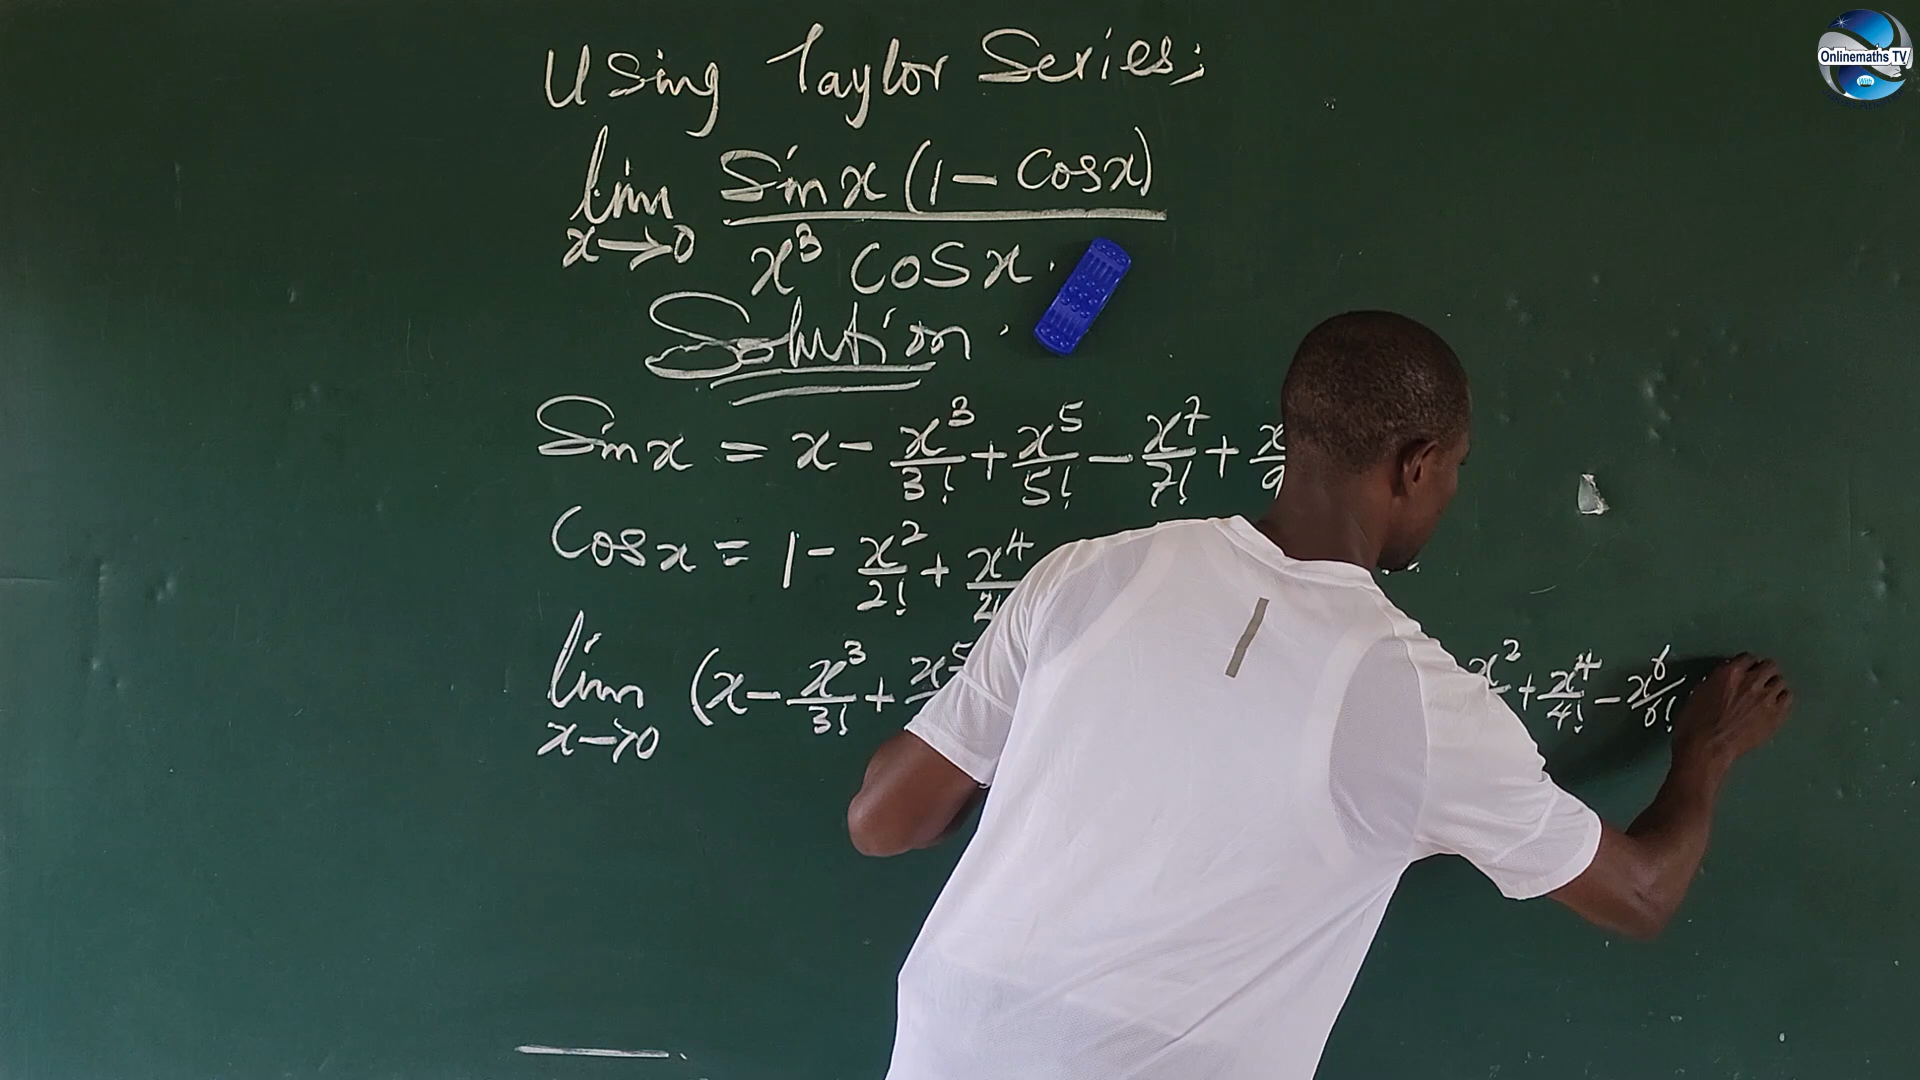 Onlinemaths TV
Using Taylor Series;
lim x→0 Sinx(1 - Cosx) / x³ Cosx.
Solution.
Sinx = x - x³/3! + x⁵/5! - x⁷/7! + x
Cosx = 1 - x²/2! + x⁴
lim x→0 (x - x³/3! + x⁵ x² + x⁴/4! - x⁶/6!